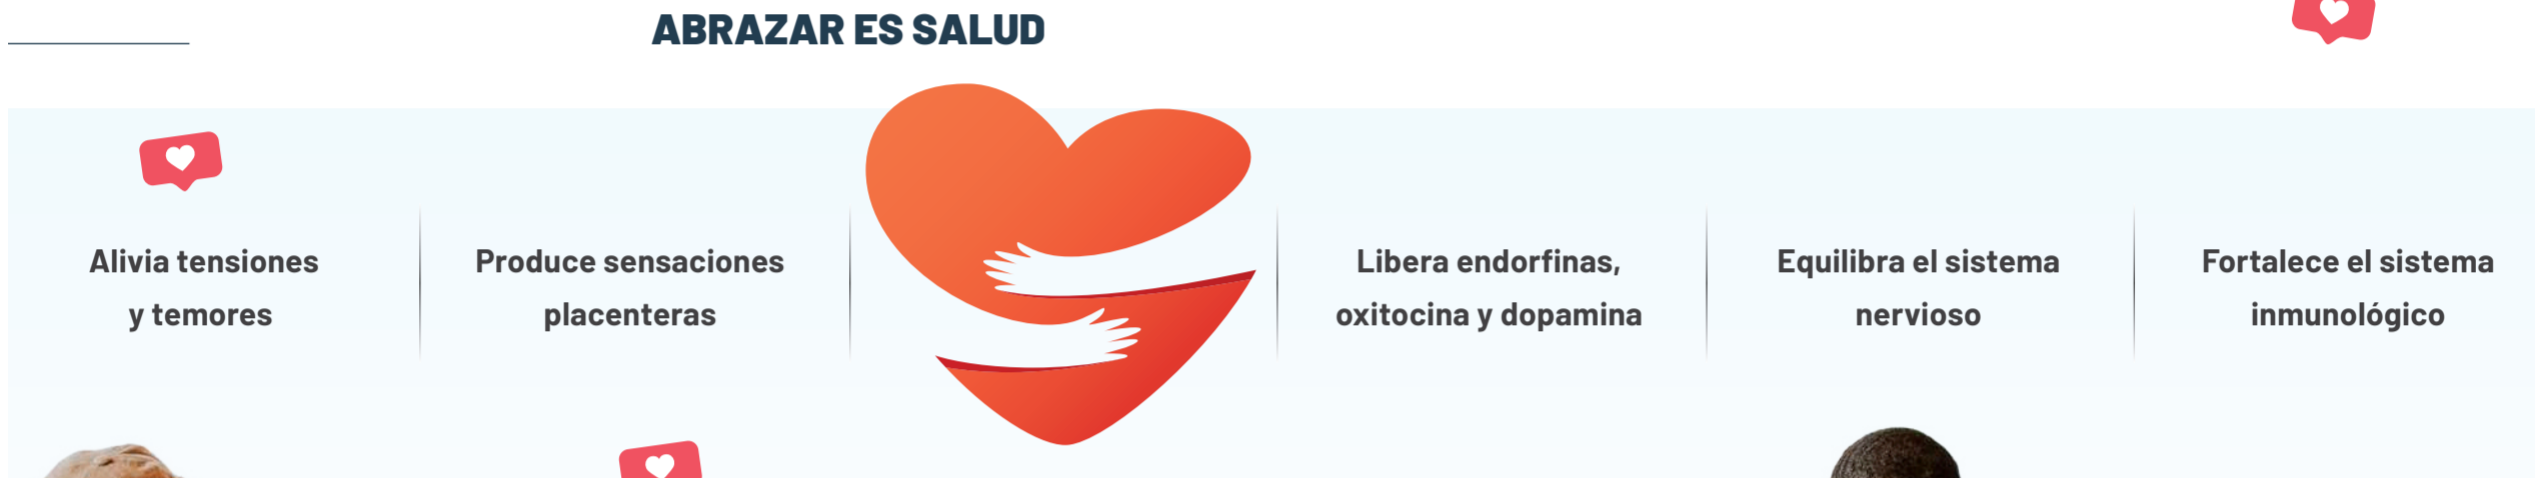 ABRAZAR ES SALUD
Alivia tensiones
y temores
Produce sensaciones
placenteras
Libera endorfinas,
oxitocina y dopamina
Equilibra el sistema
nervioso
Fortalece el sistema
inmunológico